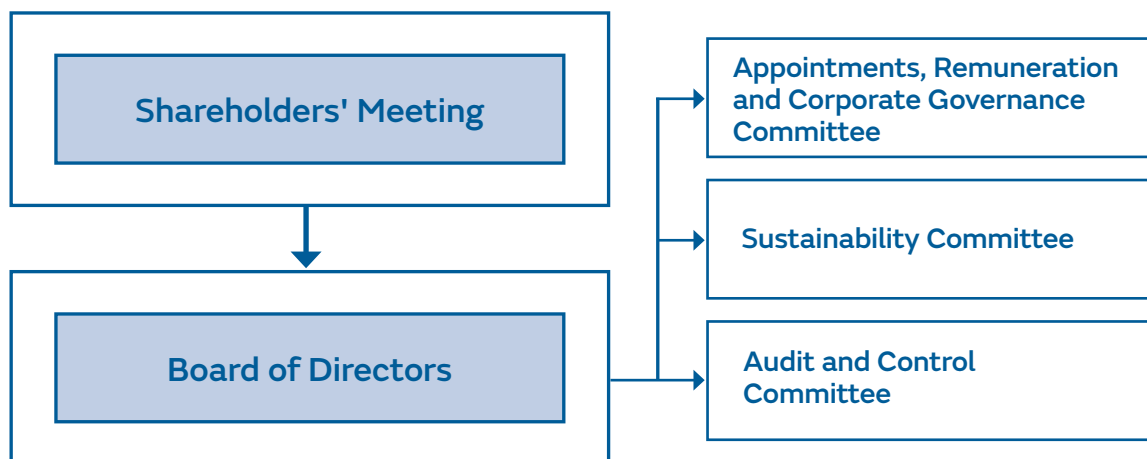 Shareholders' Meeting
Board of Directors
Appointments, Remuneration
and Corporate Governance
Committee
Sustainability Committee
Audit and Control
Committee